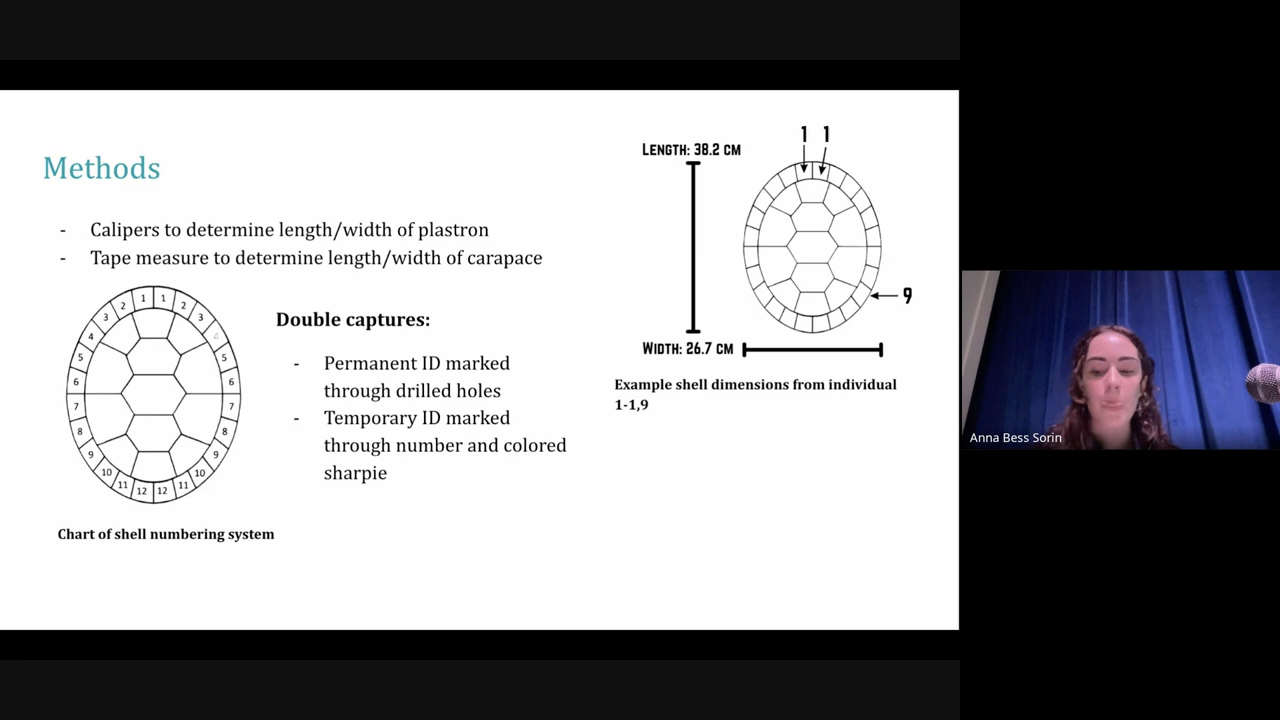 Methods
- Calipers to determine length/width of plastron
- Tape measure to determine length/width of carapace
1 1
2 2
3 3
4 4
5 5
6 6
7 7
8 8
9 9
10 10
11 12 12 11
Chart of shell numbering system
Double captures:
- Permanent ID marked
through drilled holes
- Temporary ID marked
through number and colored
sharpie
1 1
LENGTH: 38.2 CM
9
WIDTH: 26.7 CM
Example shell dimensions from individual
1-1,9
Anna Bess Sorin